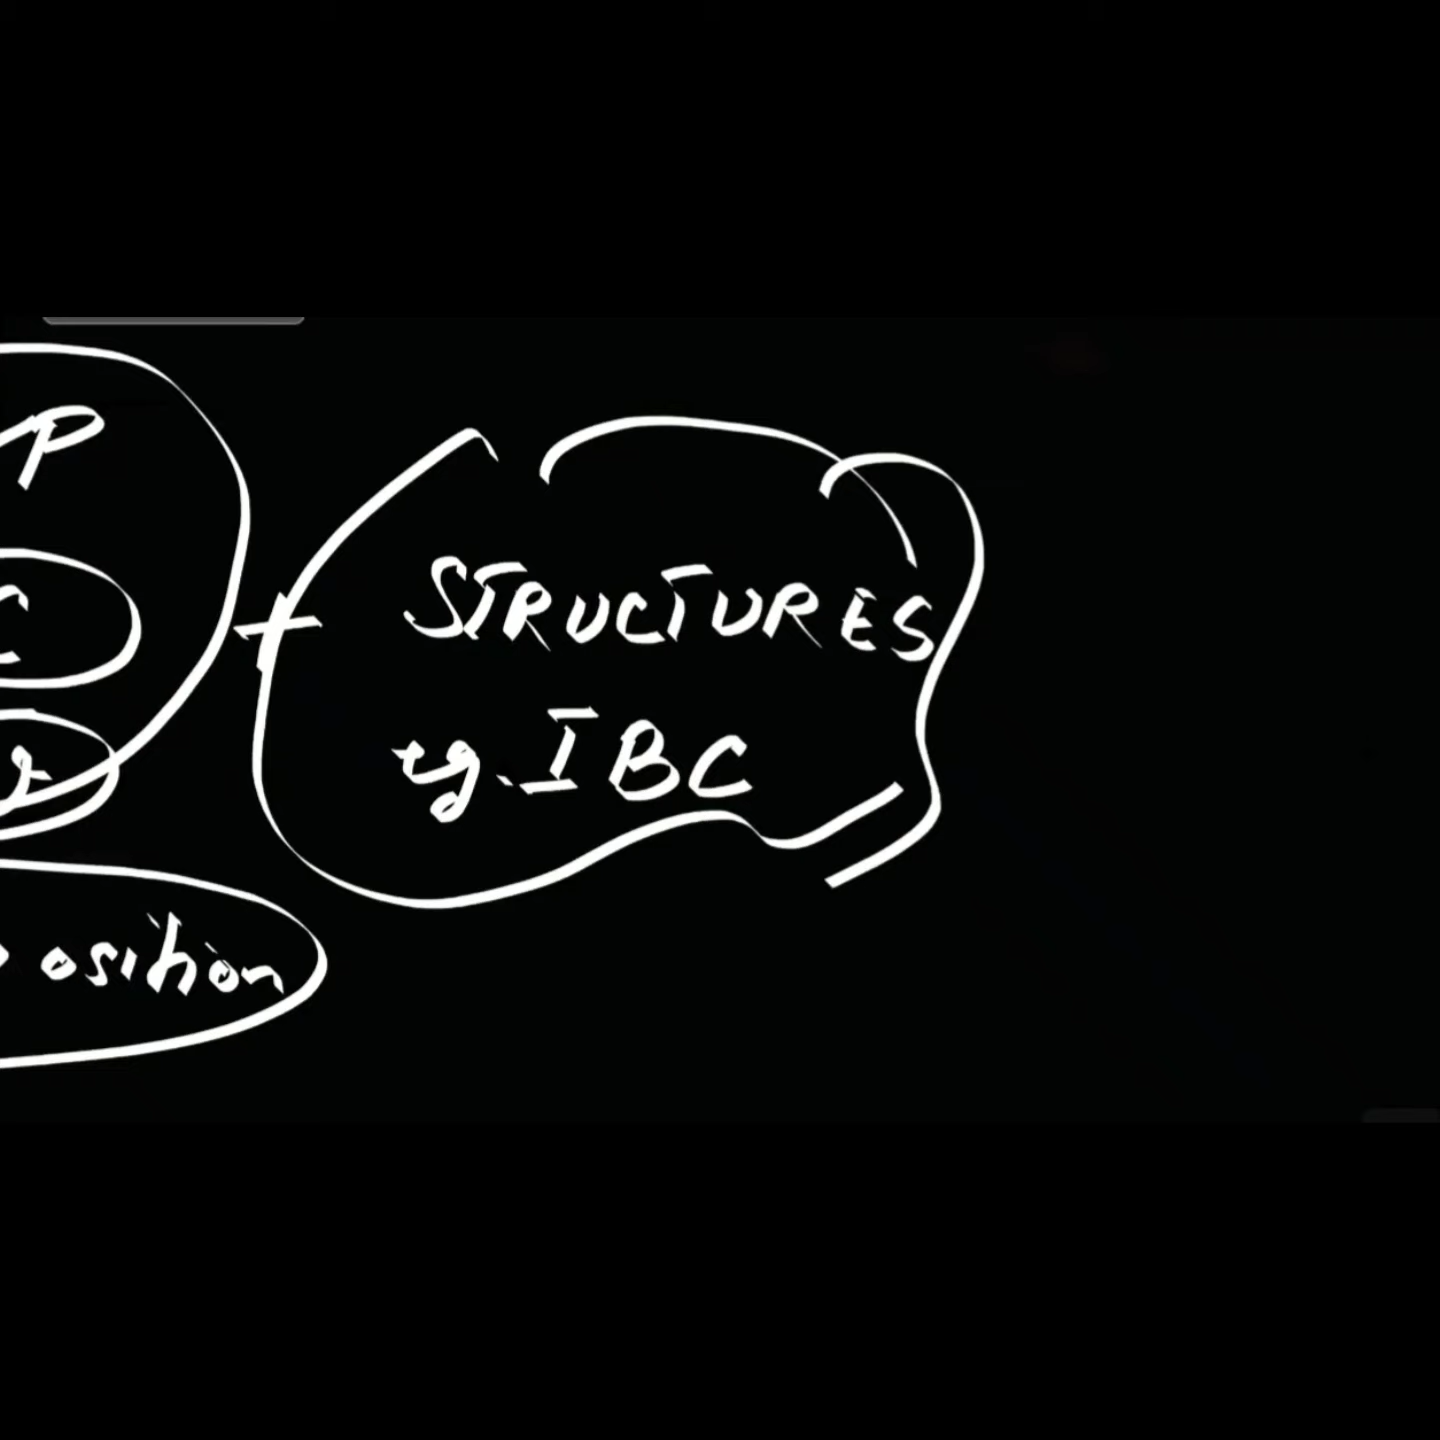 P
+ STRUCTURES
C
eg. IBC
osition